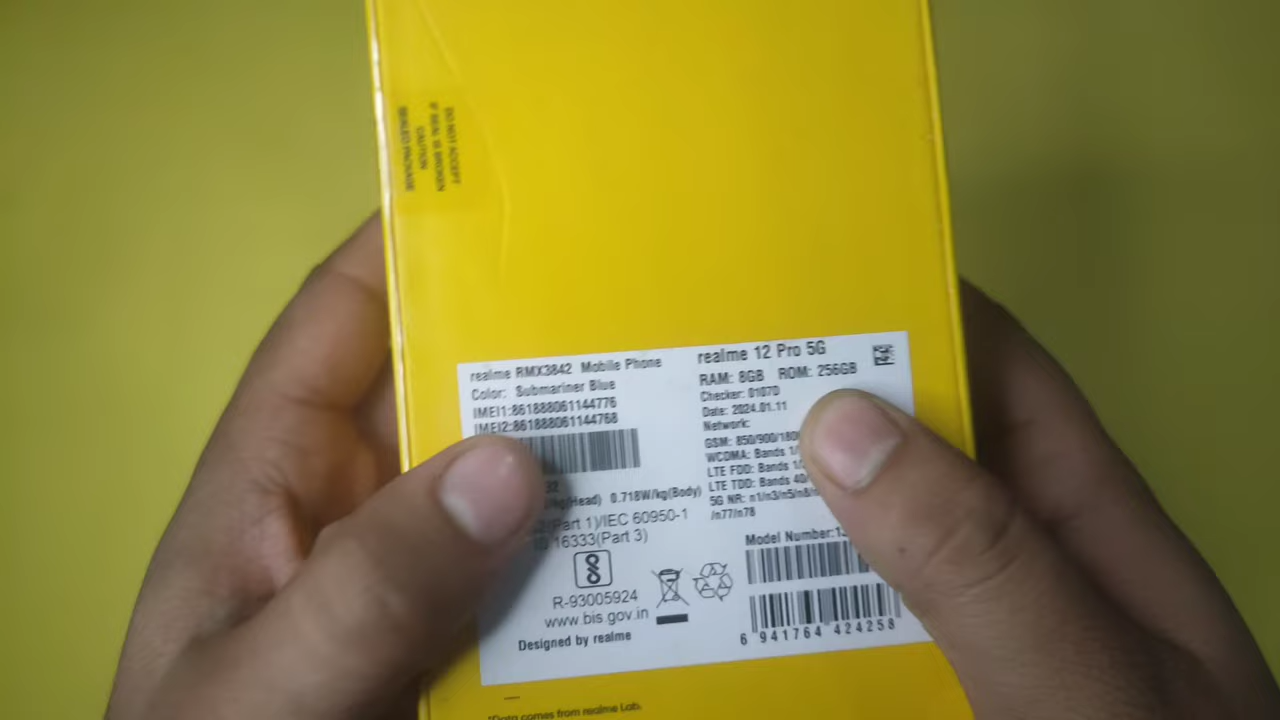 DO NOT ACCEPT
IF SEAL IS BROKEN
CAUTION
SEALED PACKAGE
realme RMX3842 Mobile Phone
Color: Submariner Blue
IMEI1:861888061144776
IMEI2:861888061144768
32
kg(Head) 0.718W/kg(Body)
(Part 1)/IEC 60950-1
16333(Part 3)
R-93005924
www.bis.gov.in
Designed by realme
realme 12 Pro 5G
RAM: 8GB ROM: 256GB
Checker: 0107D
Date: 2024.01.11
Network:
GSM: 850/900/180
WCDMA: Bands 1/
LTE FDD: Bands 1/
LTE TDD: Bands 40/
5G NR: n1/n3/n5/n8/
/n77/n78
Model Number:
6 941764 424258
*Data comes from realme Lab.